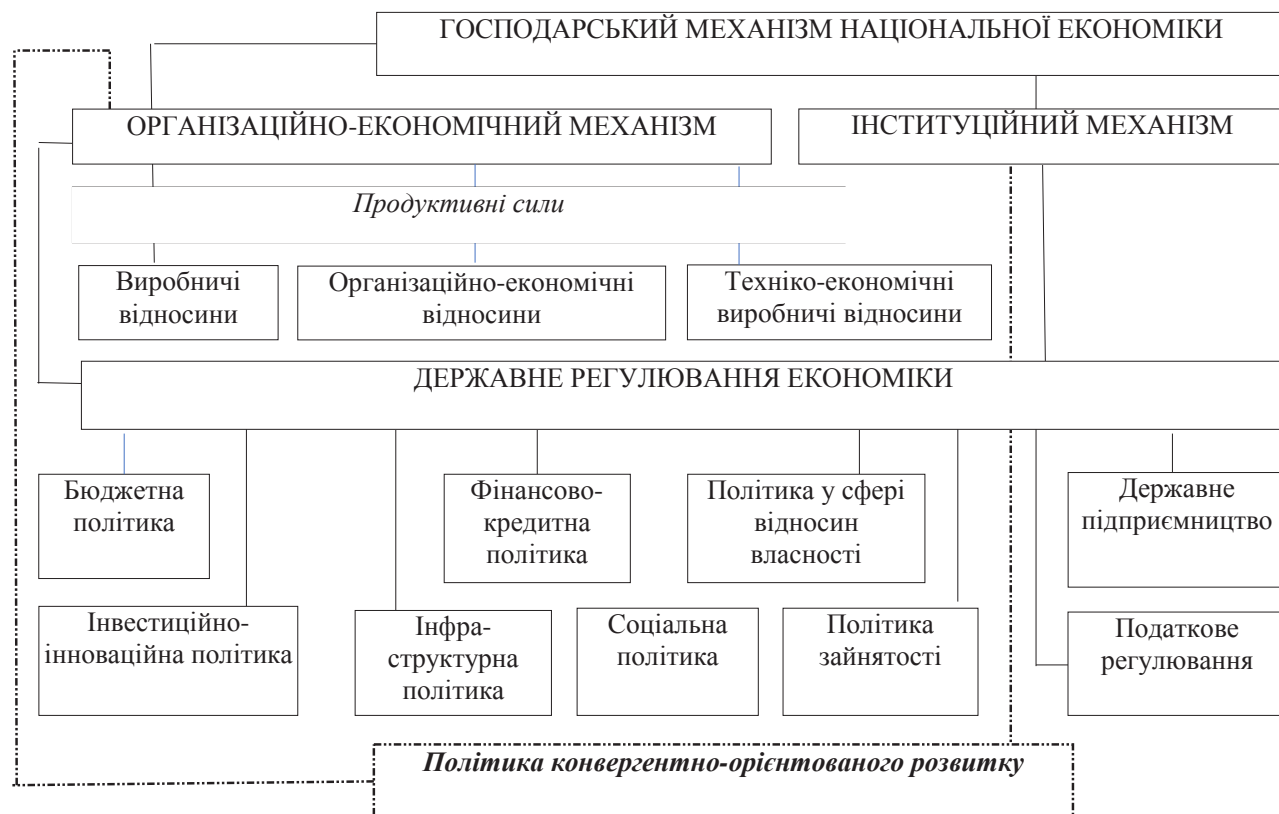 ГОСПОДАРСЬКИЙ МЕХАНІЗМ НАЦІОНАЛЬНОЇ ЕКОНОМІКИ
ОРГАНІЗАЦІЙНО-ЕКОНОМІЧНИЙ МЕХАНІЗМ
ІНСТИТУЦІЙНИЙ МЕХАНІЗМ
Продуктивні сили
Виробничі
відносини
Організаційно-економічні
відносини
Техніко-економічні
виробничі відносини
ДЕРЖАВНЕ РЕГУЛЮВАННЯ ЕКОНОМІКИ
Бюджетна
політика
Фінансово-
кредитна
політика
Політика у сфері
відносин
власності
Державне
підприємництво
Інвестиційно-
інноваційна політика
Інфра-
структурна
політика
Соціальна
політика
Політика
зайнятості
Податкове
регулювання
Політика конвергентно-орієнтованого розвитку